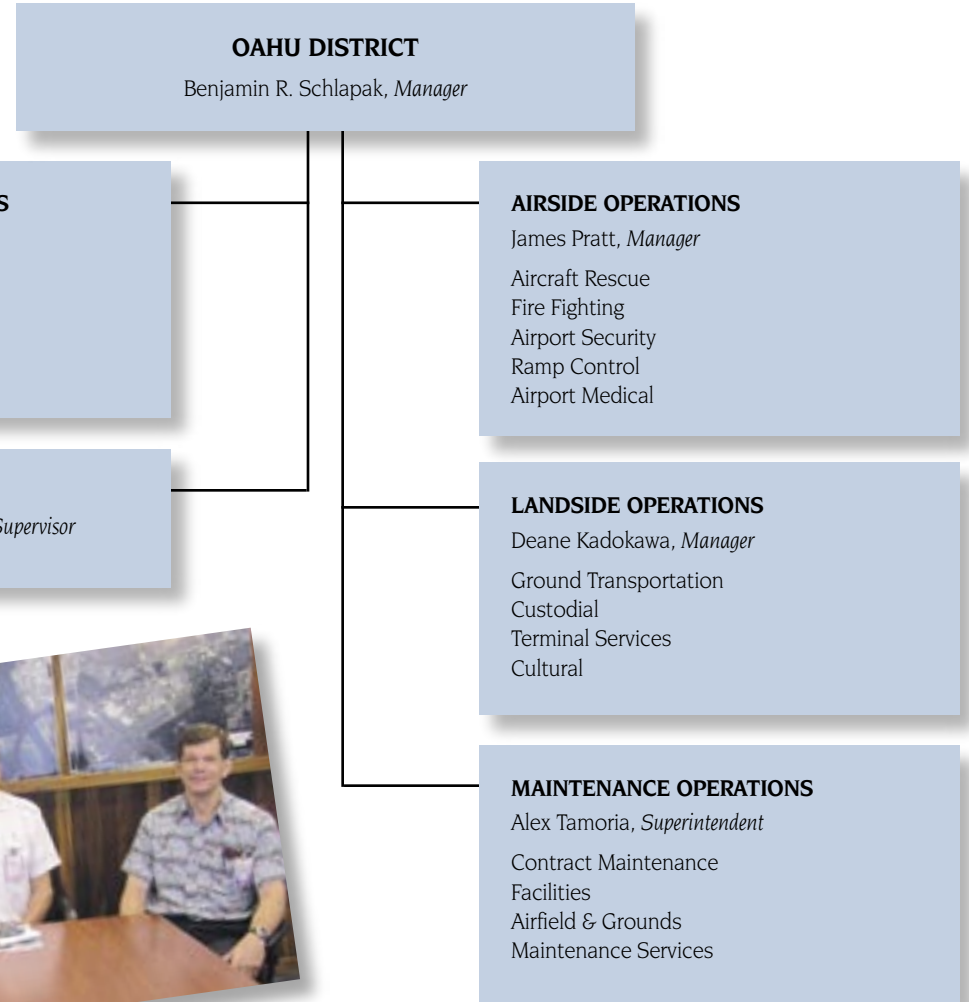 OAHU DISTRICT
Benjamin R. Schlapak, Manager
S
Supervisor
AIRSIDE OPERATIONS
James Pratt, Manager
Aircraft Rescue
Fire Fighting
Airport Security
Ramp Control
Airport Medical
LANDSIDE OPERATIONS
Deane Kadokawa, Manager
Ground Transportation
Custodial
Terminal Services
Cultural
MAINTENANCE OPERATIONS
Alex Tamoria, Superintendent
Contract Maintenance
Facilities
Airfield & Grounds
Maintenance Services